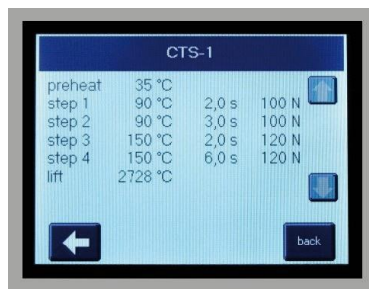 CTS-1
preheat 35 °C
step 1 90 °C 2,0 s 100 N
step 2 90 °C 3,0 s 100 N
step 3 150 °C 2,0 s 120 N
step 4 150 °C 6,0 s 120 N
lift 2728 °C
back